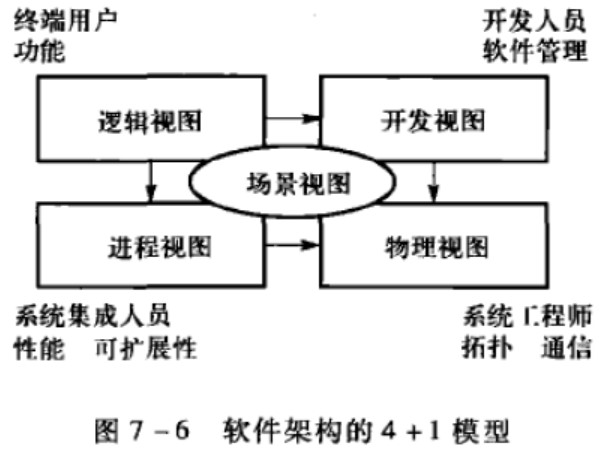 终端用户
功能
开发人员
软件管理
逻辑视图
开发视图
场景视图
进程视图
物理视图
系统集成人员
性能 可扩展性
系统工程师
拓扑 通信
图 7-6 软件架构的 4+1 模型